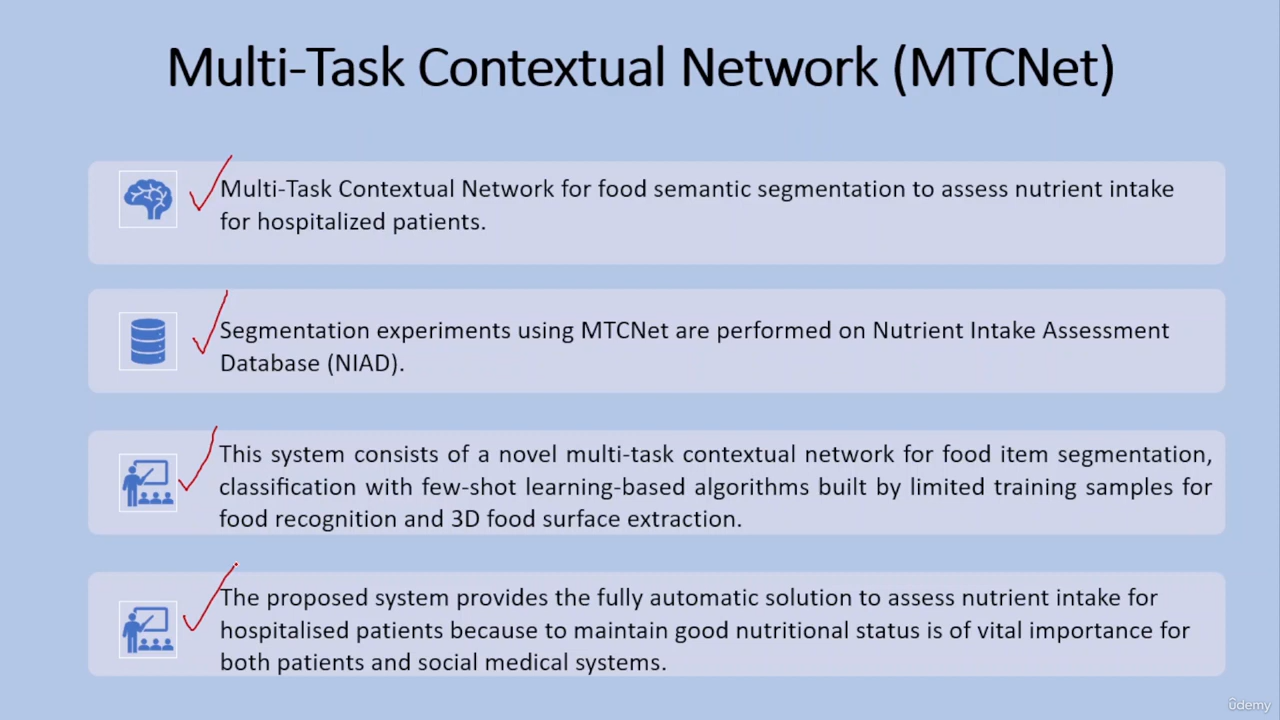 Multi-Task Contextual Network (MTCNet)
Multi-Task Contextual Network for food semantic segmentation to assess nutrient intake
for hospitalized patients.
Segmentation experiments using MTCNet are performed on Nutrient Intake Assessment
Database (NIAD).
This system consists of a novel multi-task contextual network for food item segmentation,
classification with few-shot learning-based algorithms built by limited training samples for
food recognition and 3D food surface extraction.
The proposed system provides the fully automatic solution to assess nutrient intake for
hospitalised patients because to maintain good nutritional status is of vital importance for
both patients and social medical systems.
ûdemy